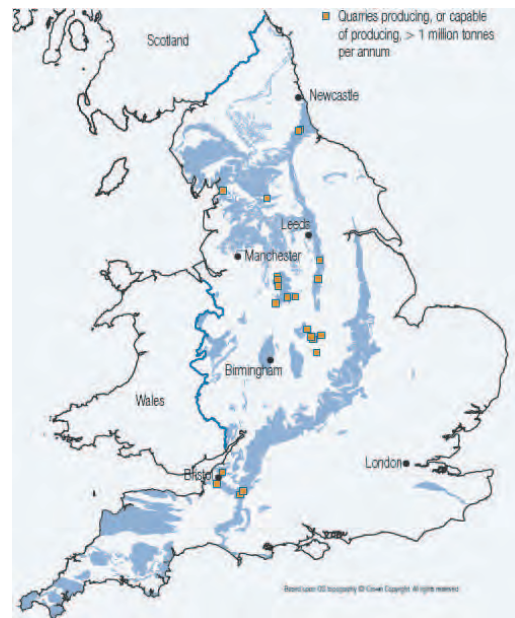 Quarries producing, or capable
of producing, > 1 million tonnes
per annum
Scotland
Newcastle
Leeds
Manchester
Birmingham
Wales
Bristol
London
Based upon OS topography © Crown Copyright. All rights reserved